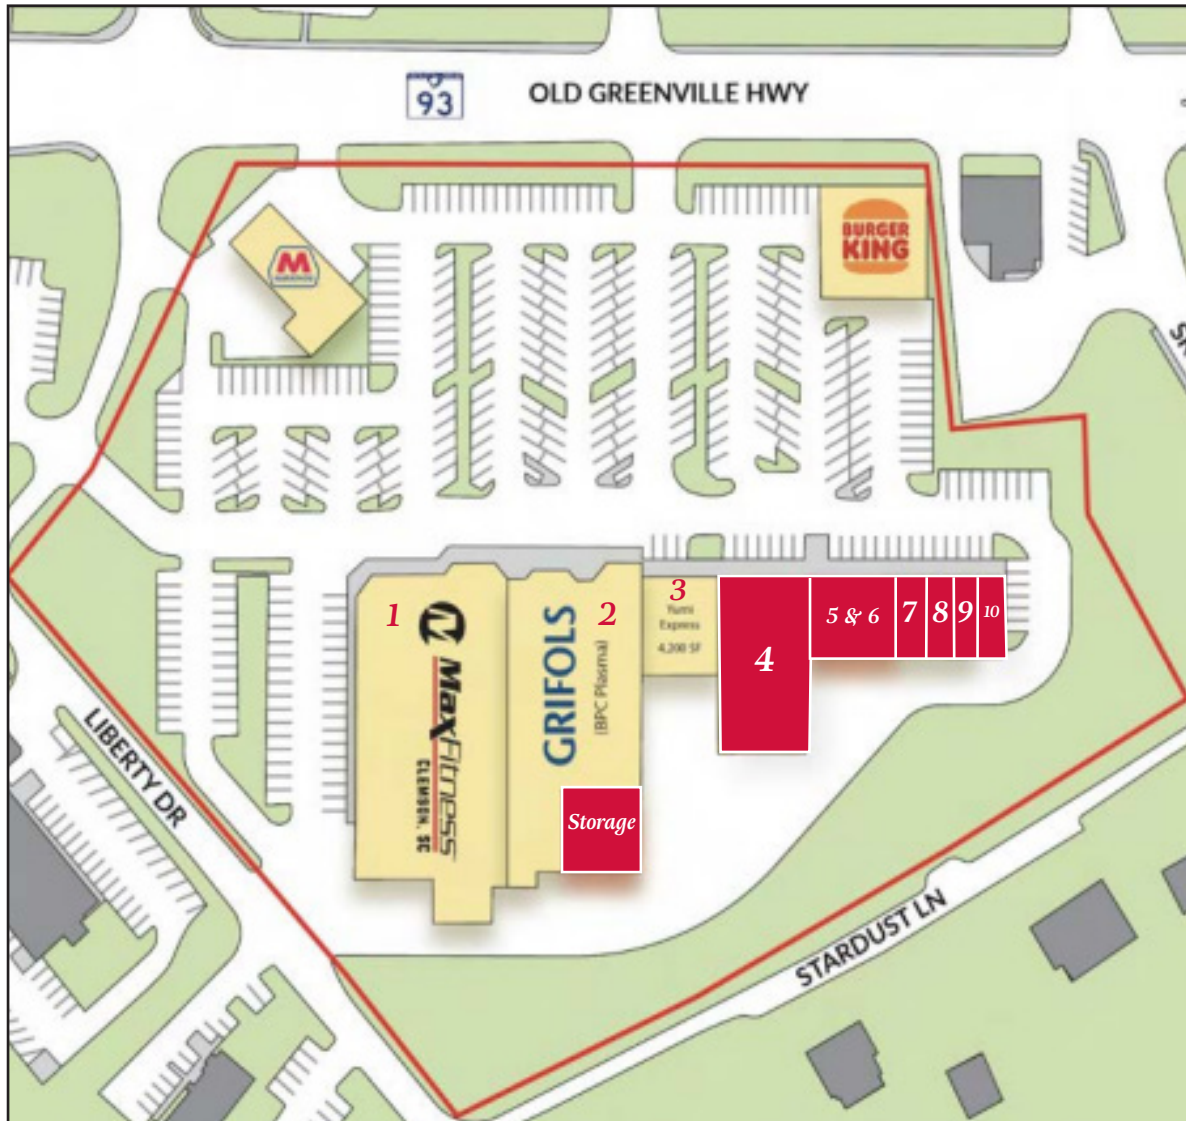 93
OLD GREENVILLE HWY
M
BURGER
KING
1
MaxFitness
CLEMSON, SC
2
GRIFOLS
(BPC Plasma)
Storage
3
Yumi
Express
4,200 SF
4
5 & 6
7
8
9
10
LIBERTY DR
STARDUST LN